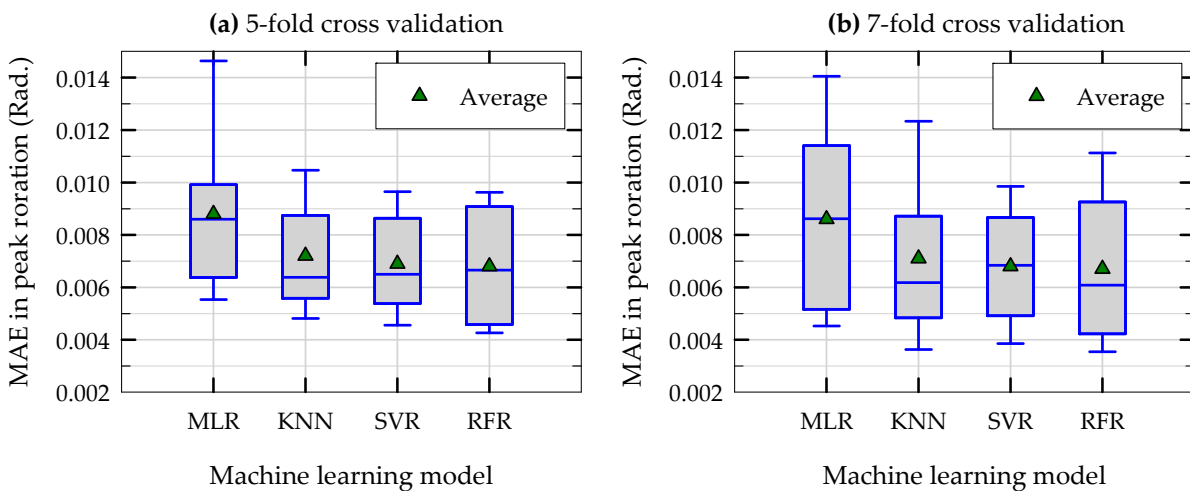 (a) 5-fold cross validation
MAE in peak roration (Rad.)
0.014
0.012
0.010
0.008
0.006
0.004
0.002
Average
MLR KNN SVR RFR
Machine learning model
(b) 7-fold cross validation
MAE in peak roration (Rad.)
0.014
0.012
0.010
0.008
0.006
0.004
0.002
Average
MLR KNN SVR RFR
Machine learning model